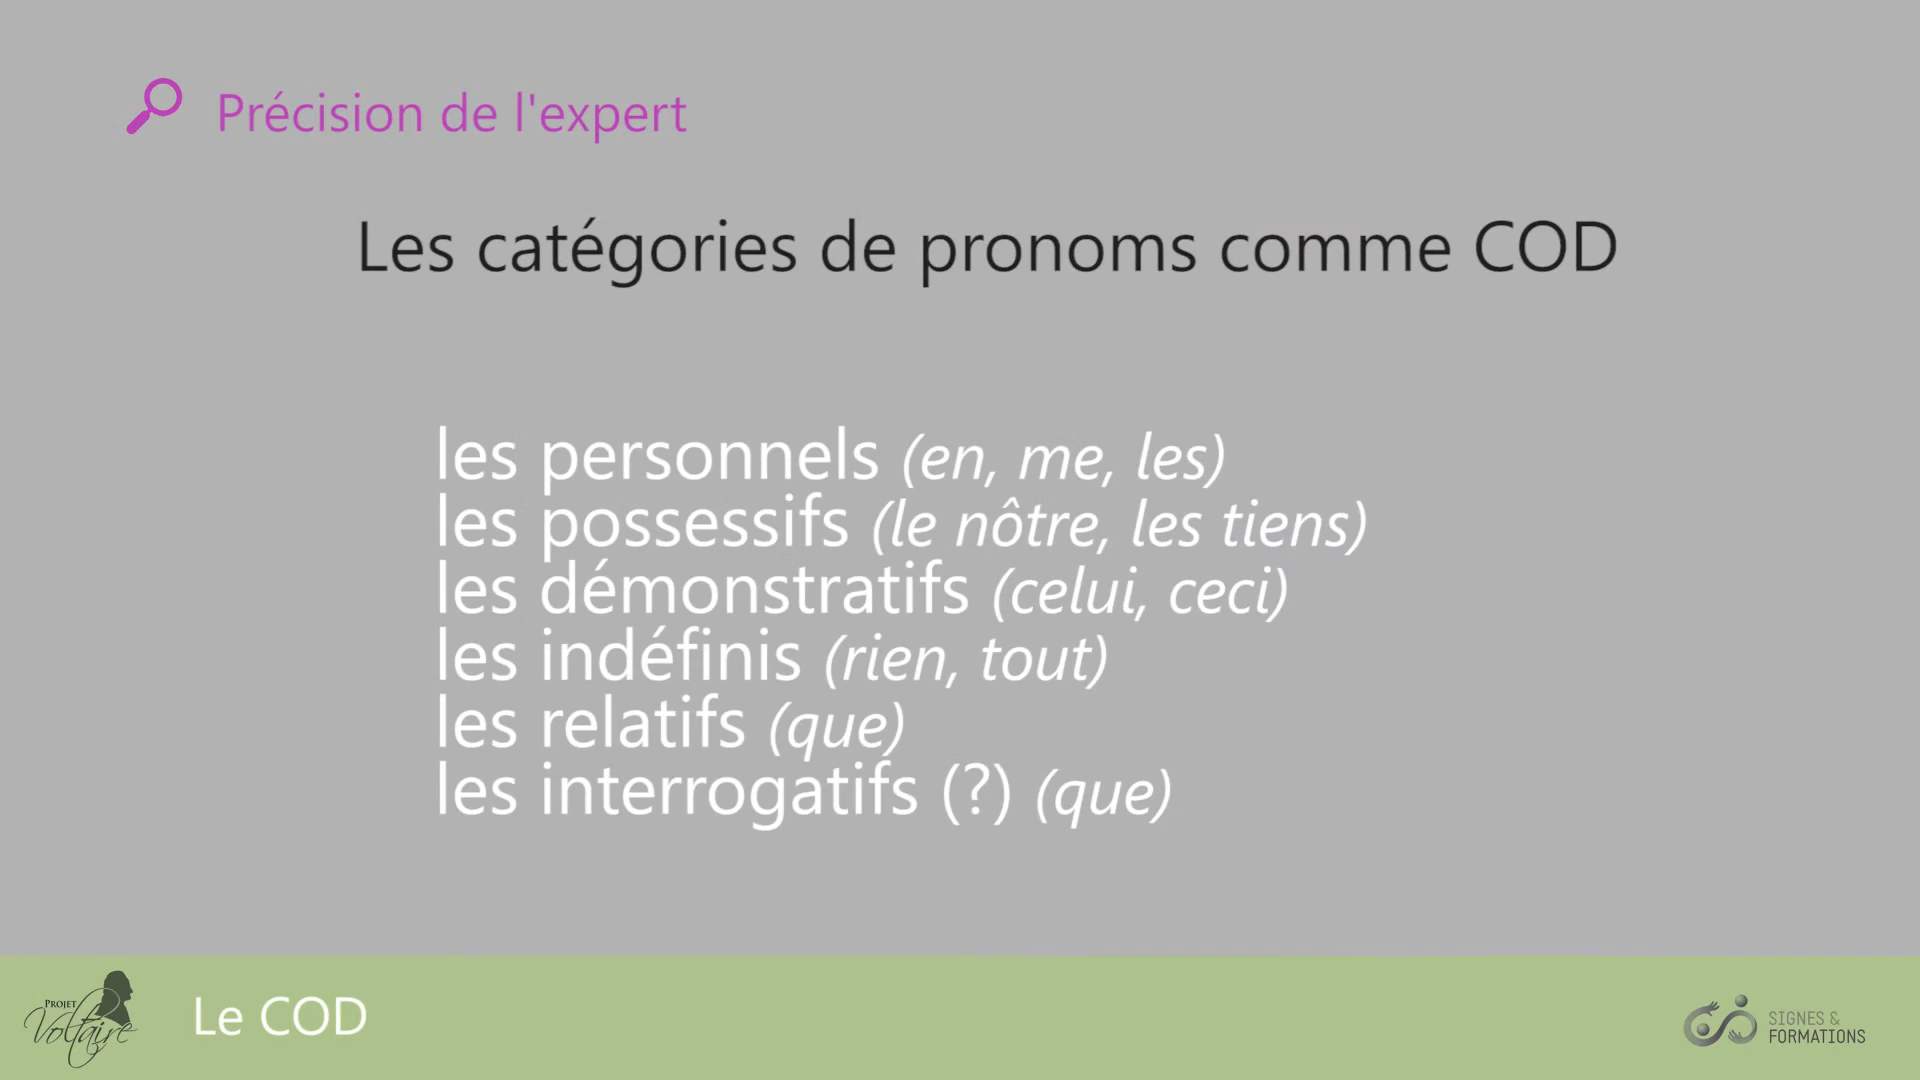 Précision de l'expert
Les catégories de pronoms comme COD
les personnels (en, me, les)
les possessifs (le nôtre, les tiens)
les démonstratifs (celui, ceci)
les indéfinis (rien, tout)
les relatifs (que)
les interrogatifs (?) (que)
PROJET
Voltaire
Le COD
SIGNES &
FORMATIONS